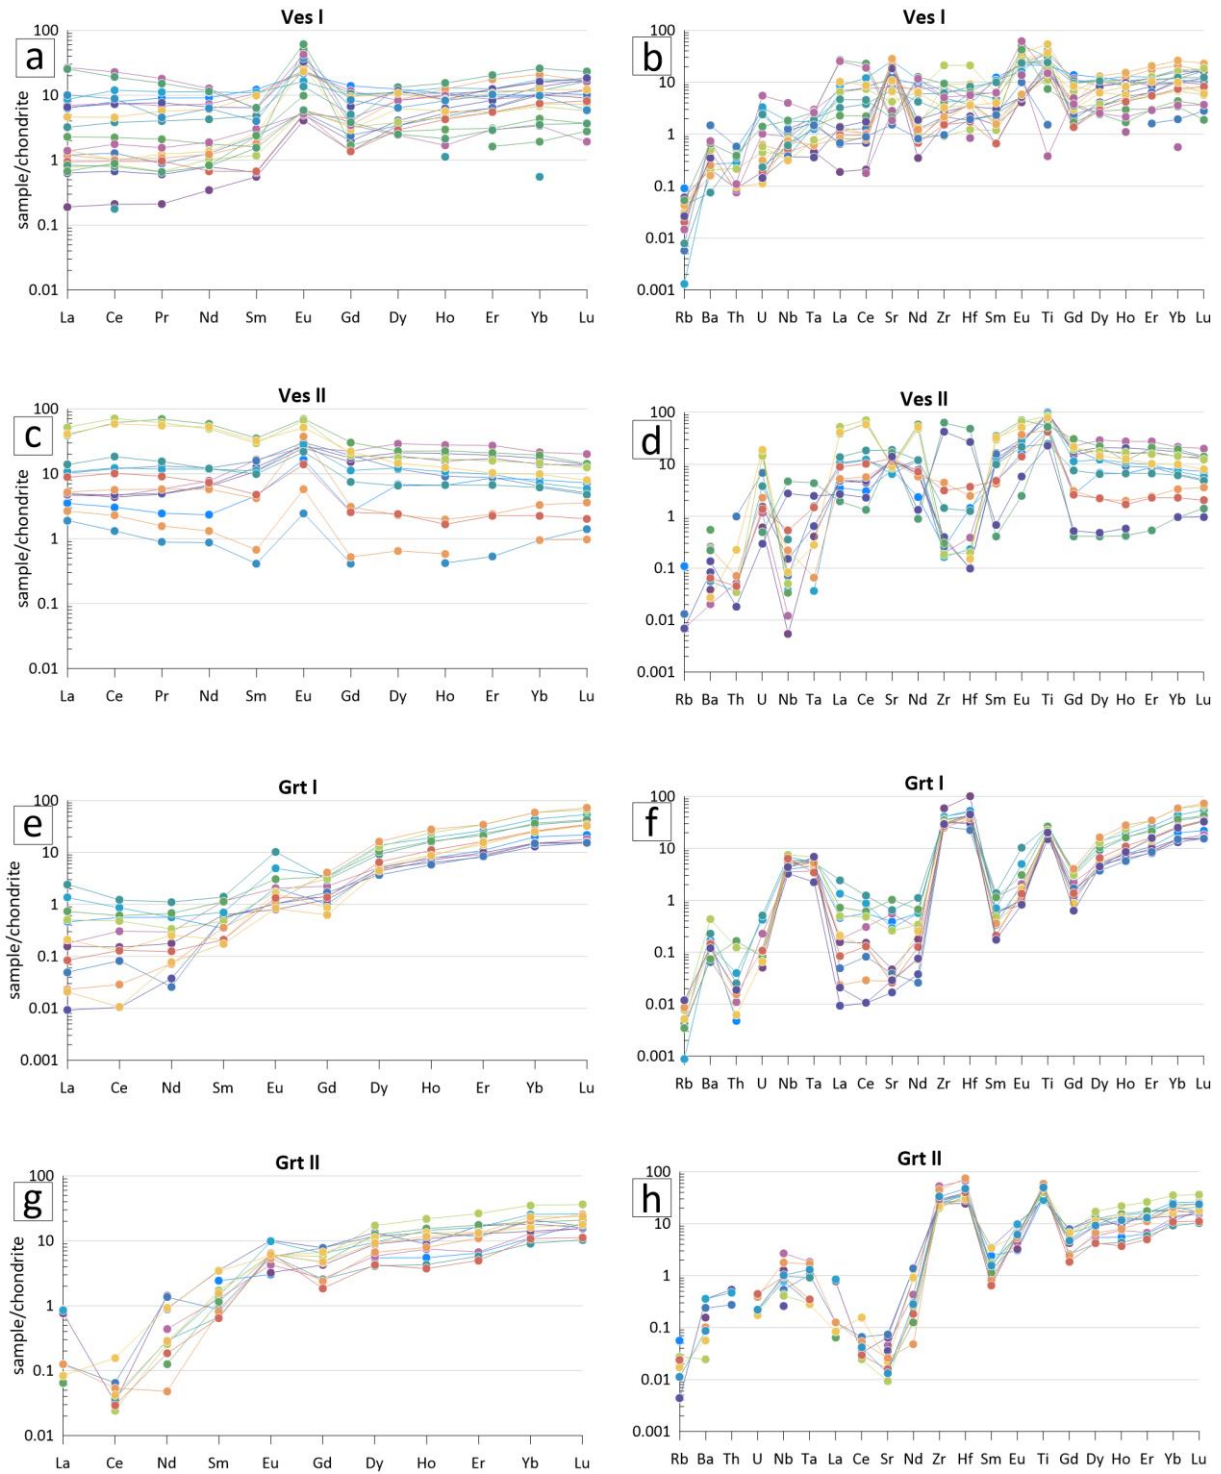 Ves I
a
100
10
1
0.1
0.01
sample/chondrite
La Ce Pr Nd Sm Eu Gd Dy Ho Er Yb Lu
Ves I
b
100
10
1
0.1
0.01
0.001
Rb Ba Th U Nb Ta La Ce Sr Nd Zr Hf Sm Eu Ti Gd Dy Ho Er Yb Lu
Ves II
c
100
10
1
0.1
0.01
sample/chondrite
La Ce Pr Nd Sm Eu Gd Dy Ho Er Yb Lu
Ves II
d
100
10
1
0.1
0.01
0.001
Rb Ba Th U Nb Ta La Ce Sr Nd Zr Hf Sm Eu Ti Gd Dy Ho Er Yb Lu
Grt I
e
100
10
1
0.1
0.01
0.001
sample/chondrite
La Ce Nd Sm Eu Gd Dy Ho Er Yb Lu
Grt I
f
100
10
1
0.1
0.01
0.001
Rb Ba Th U Nb Ta La Ce Sr Nd Zr Hf Sm Eu Ti Gd Dy Ho Er Yb Lu
Grt II
g
100
10
1
0.1
0.01
sample/chondrite
La Ce Nd Sm Eu Gd Dy Ho Er Yb Lu
Grt II
h
100
10
1
0.1
0.01
0.001
Rb Ba Th U Nb Ta La Ce Sr Nd Zr Hf Sm Eu Ti Gd Dy Ho Er Yb Lu